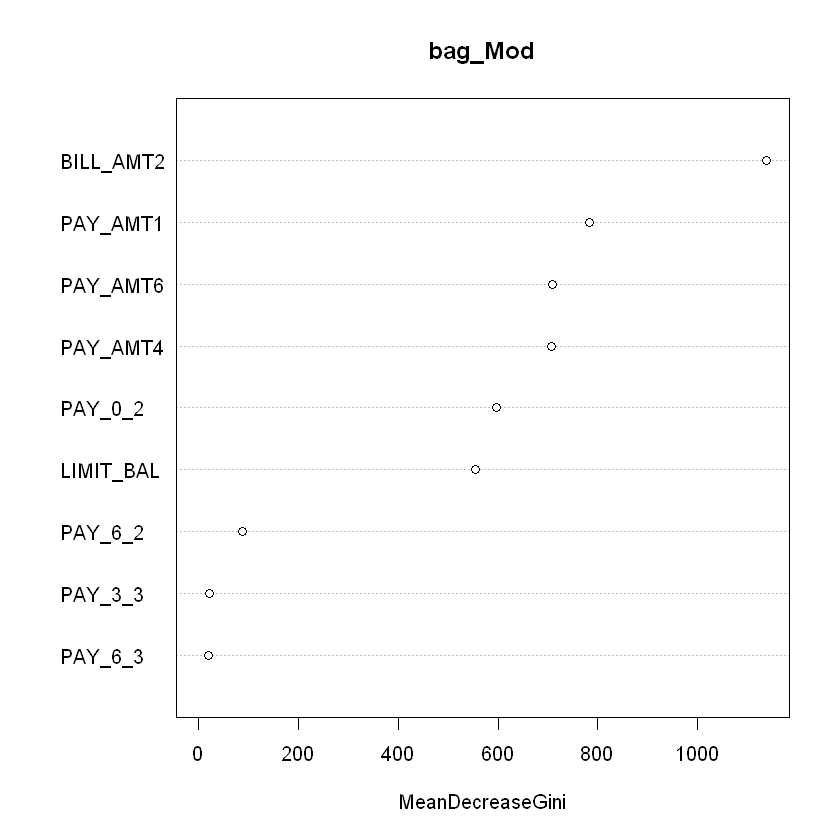 bag_Mod
BILL_AMT2
PAY_AMT1
PAY_AMT6
PAY_AMT4
PAY_0_2
LIMIT_BAL
PAY_6_2
PAY_3_3
PAY_6_3
0 200 400 600 800 1000
MeanDecreaseGini